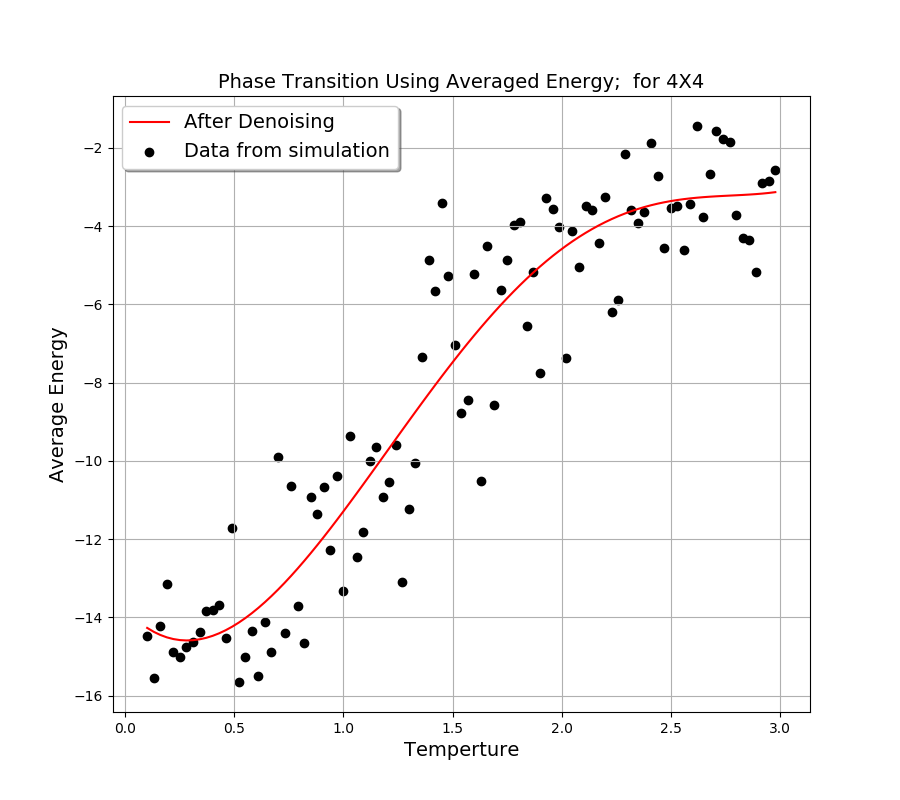 Phase Transition Using Averaged Energy;  for 4X4
After Denoising
Data from simulation
Average Energy
−2
−4
−6
−8
−10
−12
−14
−16
0.0 0.5 1.0 1.5 2.0 2.5 3.0
Temperture